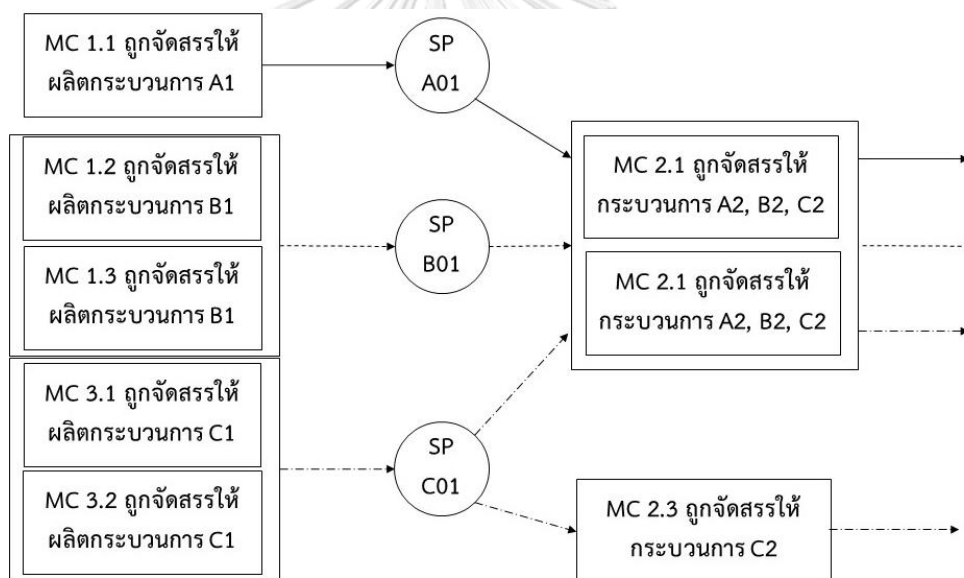 MC 1.1 ถูกจัดสรรให้
ผลิตกระบวนการ A1
SP
A01
MC 1.2 ถูกจัดสรรให้
ผลิตกระบวนการ B1
MC 1.3 ถูกจัดสรรให้
ผลิตกระบวนการ B1
SP
B01
MC 2.1 ถูกจัดสรรให้
กระบวนการ A2, B2, C2
MC 2.1 ถูกจัดสรรให้
กระบวนการ A2, B2, C2
MC 3.1 ถูกจัดสรรให้
ผลิตกระบวนการ C1
MC 3.2 ถูกจัดสรรให้
ผลิตกระบวนการ C1
SP
C01
MC 2.3 ถูกจัดสรรให้
กระบวนการ C2